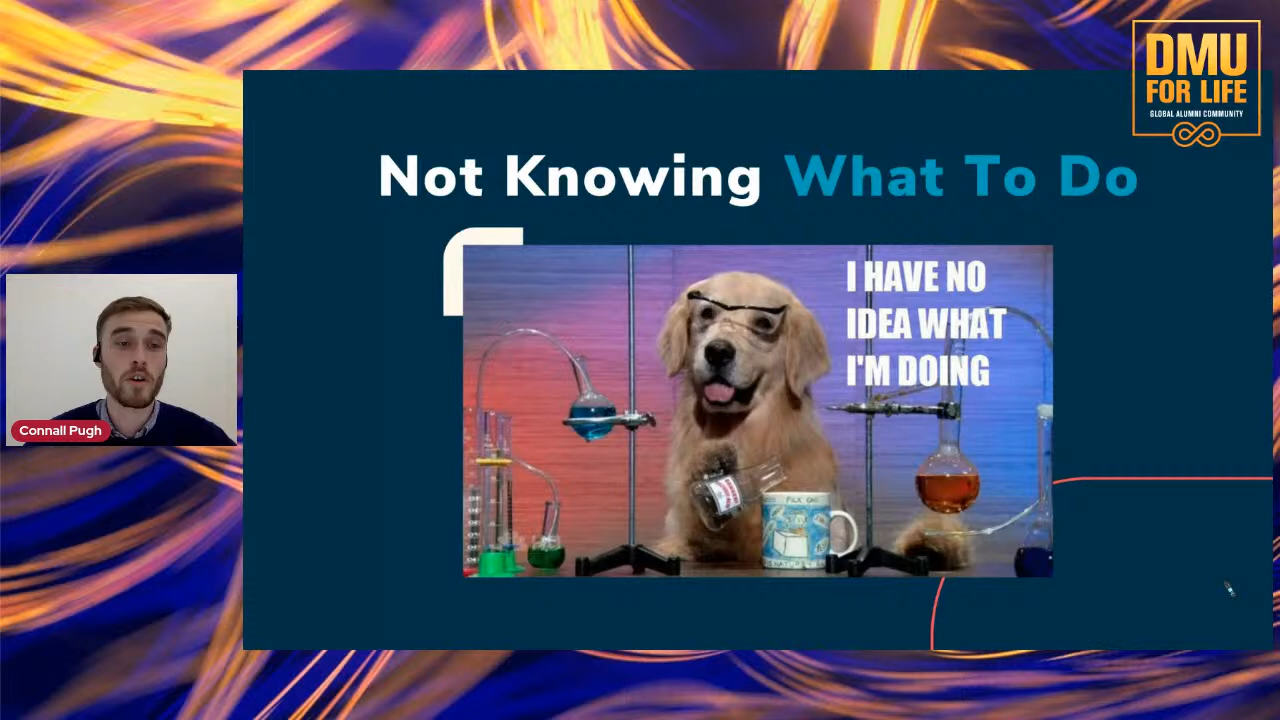 DMU
FOR LIFE
GLOBAL ALUMNI COMMUNITY
Not Knowing What To Do
I HAVE NO
IDEA WHAT
I'M DOING
Connall Pugh